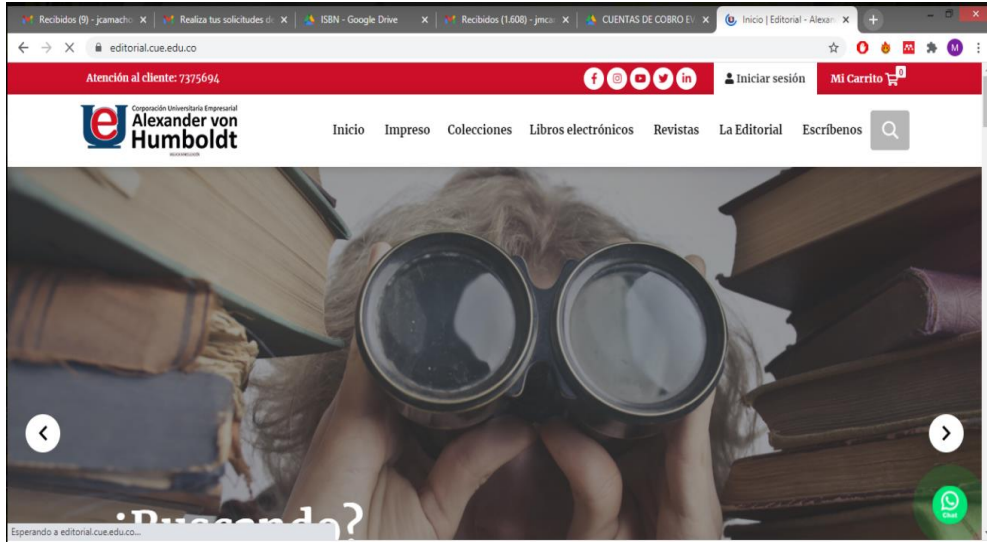 Recibidos (9) - jcamacho
Realiza tus solicitudes de
ISBN - Google Drive
Recibidos (1.608) - jmca
CUENTAS DE COBRO EV
Inicio | Editorial - Alexan
editorial.cue.edu.co
M
Atención al cliente: 7375694
Iniciar sesión
Mi Carrito
0
Corporación Universitaria Empresarial
Alexander von
Humboldt
Inicio
Impreso
Colecciones
Libros electrónicos
Revistas
La Editorial
Escríbenos
¿Buscando?
Chat
Esperando a editorial.cue.edu.co...